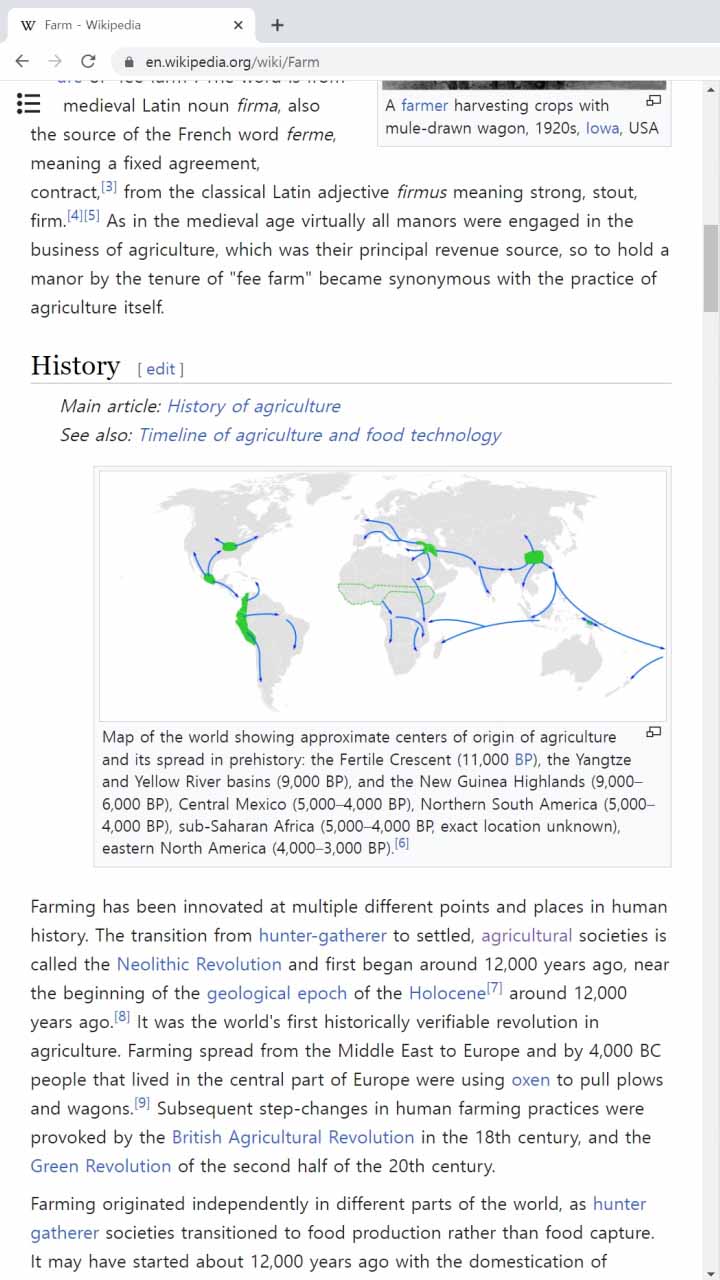 Farm - Wikipedia
en.wikipedia.org/wiki/Farm
medieval Latin noun firma, also
the source of the French word ferme,
meaning a fixed agreement,
A farmer harvesting crops with
mule-drawn wagon, 1920s, Iowa, USA
contract,[3] from the classical Latin adjective firmus meaning strong, stout,
firm.[4][5] As in the medieval age virtually all manors were engaged in the
business of agriculture, which was their principal revenue source, so to hold a
manor by the tenure of "fee farm" became synonymous with the practice of
agriculture itself.
History [ edit ]
Main article: History of agriculture
See also: Timeline of agriculture and food technology
Map of the world showing approximate centers of origin of agriculture
and its spread in prehistory: the Fertile Crescent (11,000 BP), the Yangtze
and Yellow River basins (9,000 BP), and the New Guinea Highlands (9,000–
6,000 BP), Central Mexico (5,000–4,000 BP), Northern South America (5,000–
4,000 BP), sub-Saharan Africa (5,000–4,000 BP, exact location unknown),
eastern North America (4,000–3,000 BP).[6]
Farming has been innovated at multiple different points and places in human
history. The transition from hunter-gatherer to settled, agricultural societies is
called the Neolithic Revolution and first began around 12,000 years ago, near
the beginning of the geological epoch of the Holocene[7] around 12,000
years ago.[8] It was the world's first historically verifiable revolution in
agriculture. Farming spread from the Middle East to Europe and by 4,000 BC
people that lived in the central part of Europe were using oxen to pull plows
and wagons.[9] Subsequent step-changes in human farming practices were
provoked by the British Agricultural Revolution in the 18th century, and the
Green Revolution of the second half of the 20th century.
Farming originated independently in different parts of the world, as hunter
gatherer societies transitioned to food production rather than food capture.
It may have started about 12,000 years ago with the domestication of